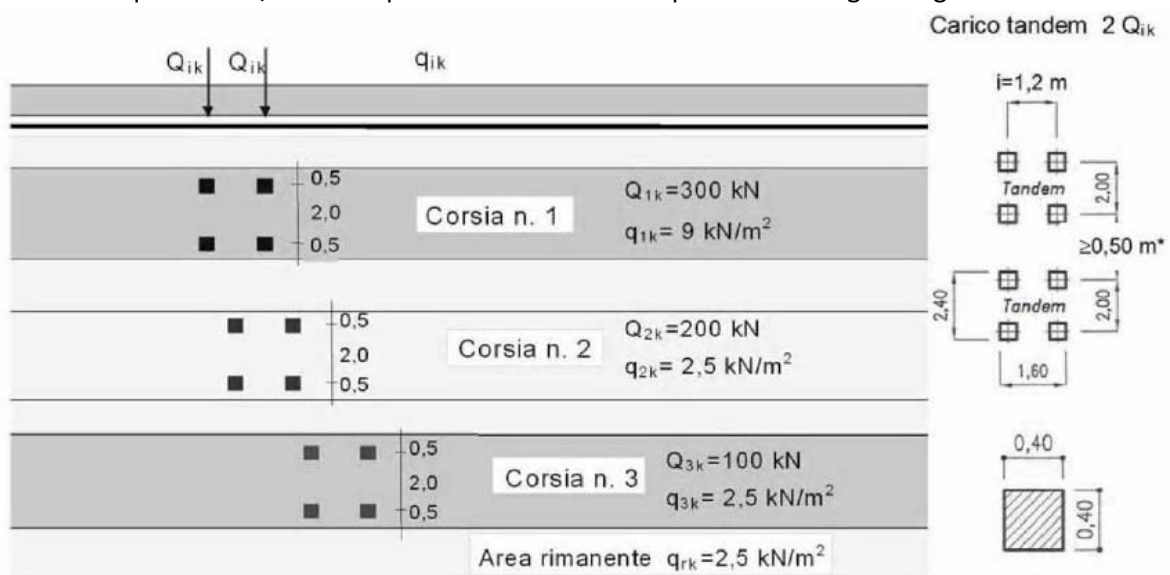 Carico tandem 2 Qik
Qik Qik qik
i=1,2 m
0,5
2,0
0,5
Corsia n. 1
Q1k=300 kN
q1k= 9 kN/m²
Tandem
2,00
≥0,50 m*
0,5
2,0
0,5
Corsia n. 2
Q2k=200 kN
q2k= 2,5 kN/m²
2,40
Tandem
2,00
1,60
0,5
2,0
0,5
Corsia n. 3
Q3k=100 kN
q3k= 2,5 kN/m²
0,40
0,40
Area rimanente qrk=2,5 kN/m²